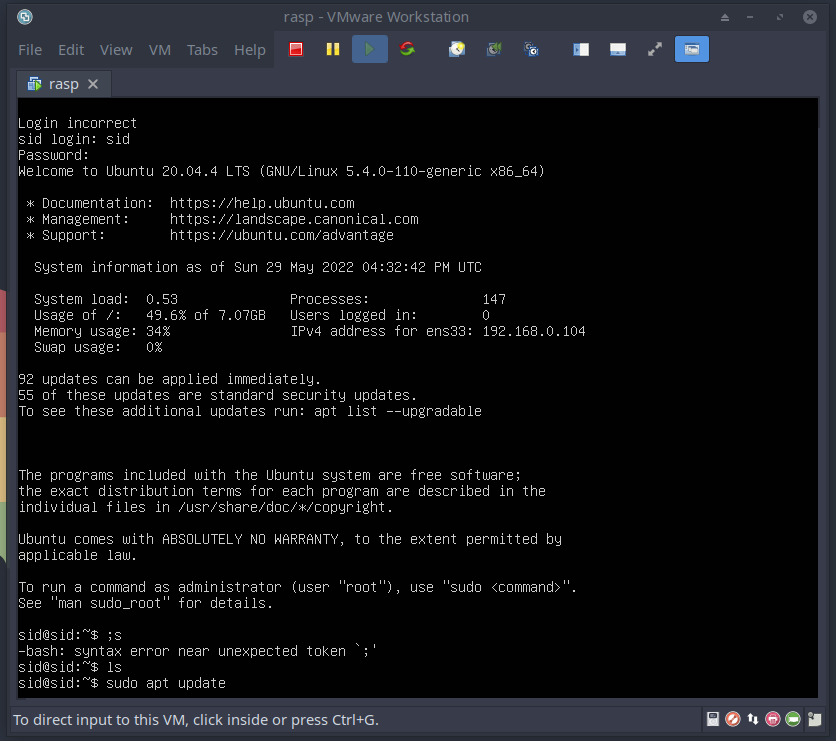 rasp - VMware Workstation
File Edit View VM Tabs Help
rasp
Login incorrect
sid login: sid
Password:
Welcome to Ubuntu 20.04.4 LTS (GNU/Linux 5.4.0-110-generic x86_64)
* Documentation: https://help.ubuntu.com
* Management: https://landscape.canonical.com
* Support: https://ubuntu.com/advantage
System information as of Sun 29 May 2022 04:32:42 PM UTC
System load: 0.53 Processes: 147
Usage of /: 49.6% of 7.07GB Users logged in: 0
Memory usage: 34% IPv4 address for ens33: 192.168.0.104
Swap usage: 0%
92 updates can be applied immediately.
55 of these updates are standard security updates.
To see these additional updates run: apt list --upgradable
The programs included with the Ubuntu system are free software;
the exact distribution terms for each program are described in the
individual files in /usr/share/doc/*/copyright.
Ubuntu comes with ABSOLUTELY NO WARRANTY, to the extent permitted by
applicable law.
To run a command as administrator (user "root"), use "sudo <command>".
See "man sudo_root" for details.
sid@sid:~$ ;s
-bash: syntax error near unexpected token `;'
sid@sid:~$ ls
sid@sid:~$ sudo apt update
To direct input to this VM, click inside or press Ctrl+G.